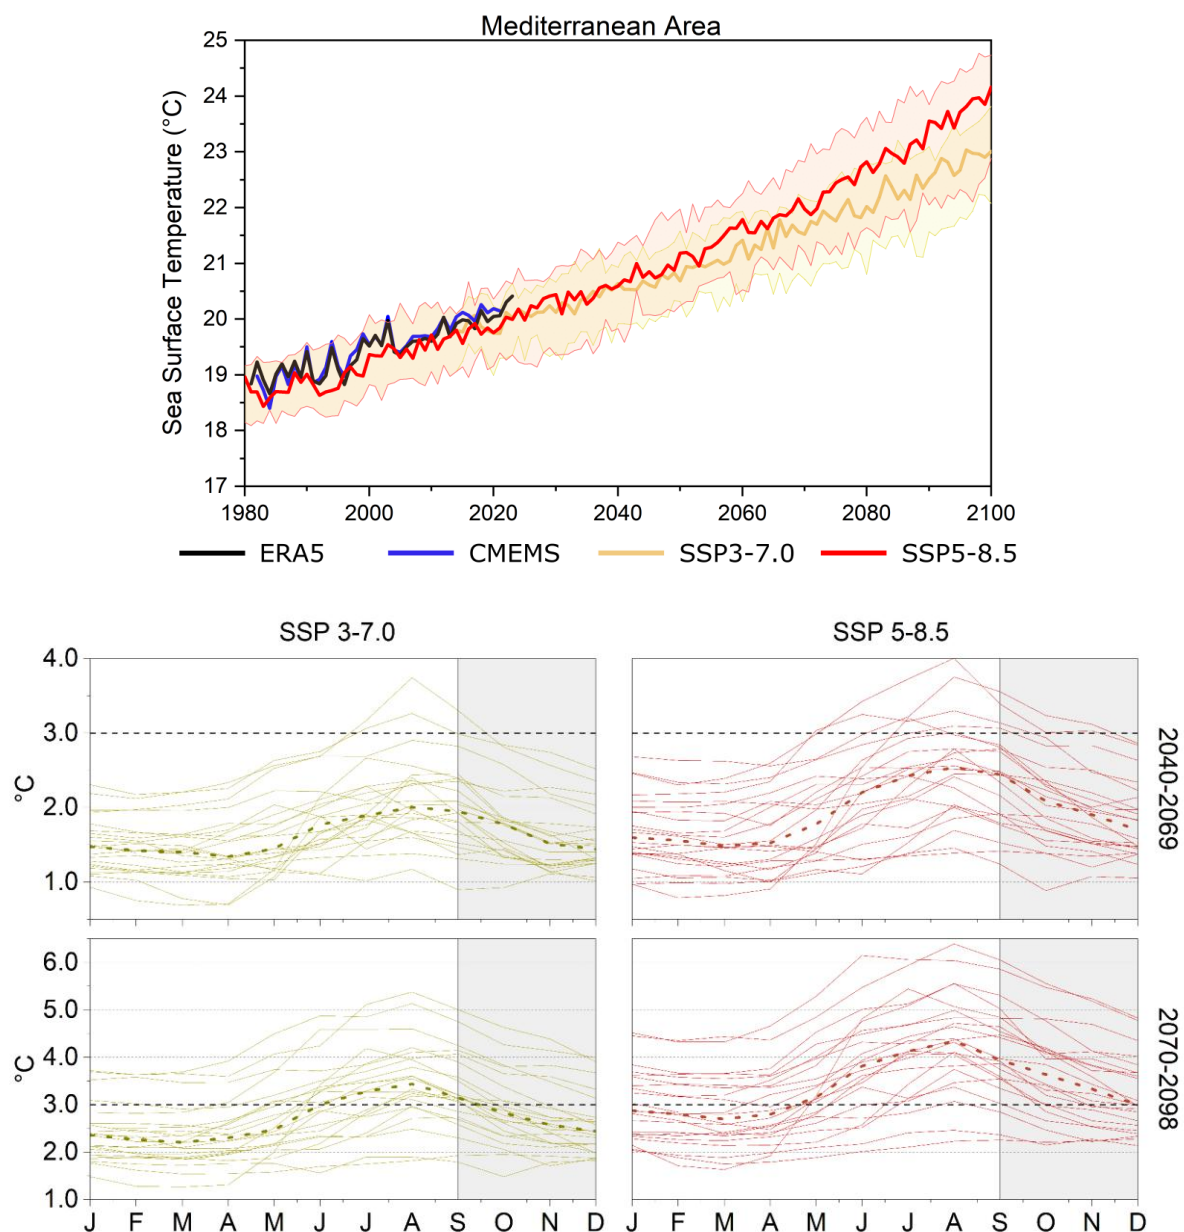 Mediterranean Area
25
24
23
22
21
20
19
18
17
Sea Surface Temperature (°C)
1980 2000 2020 2040 2060 2080 2100
ERA5 CMEMS SSP3-7.0 SSP5-8.5
SSP 3-7.0 SSP 5-8.5
4.0
3.0
2.0
1.0
°C
2040-2069
6.0
5.0
4.0
3.0
2.0
1.0
°C
2070-2098
J F M A M J J A S O N D J F M A M J J A S O N D